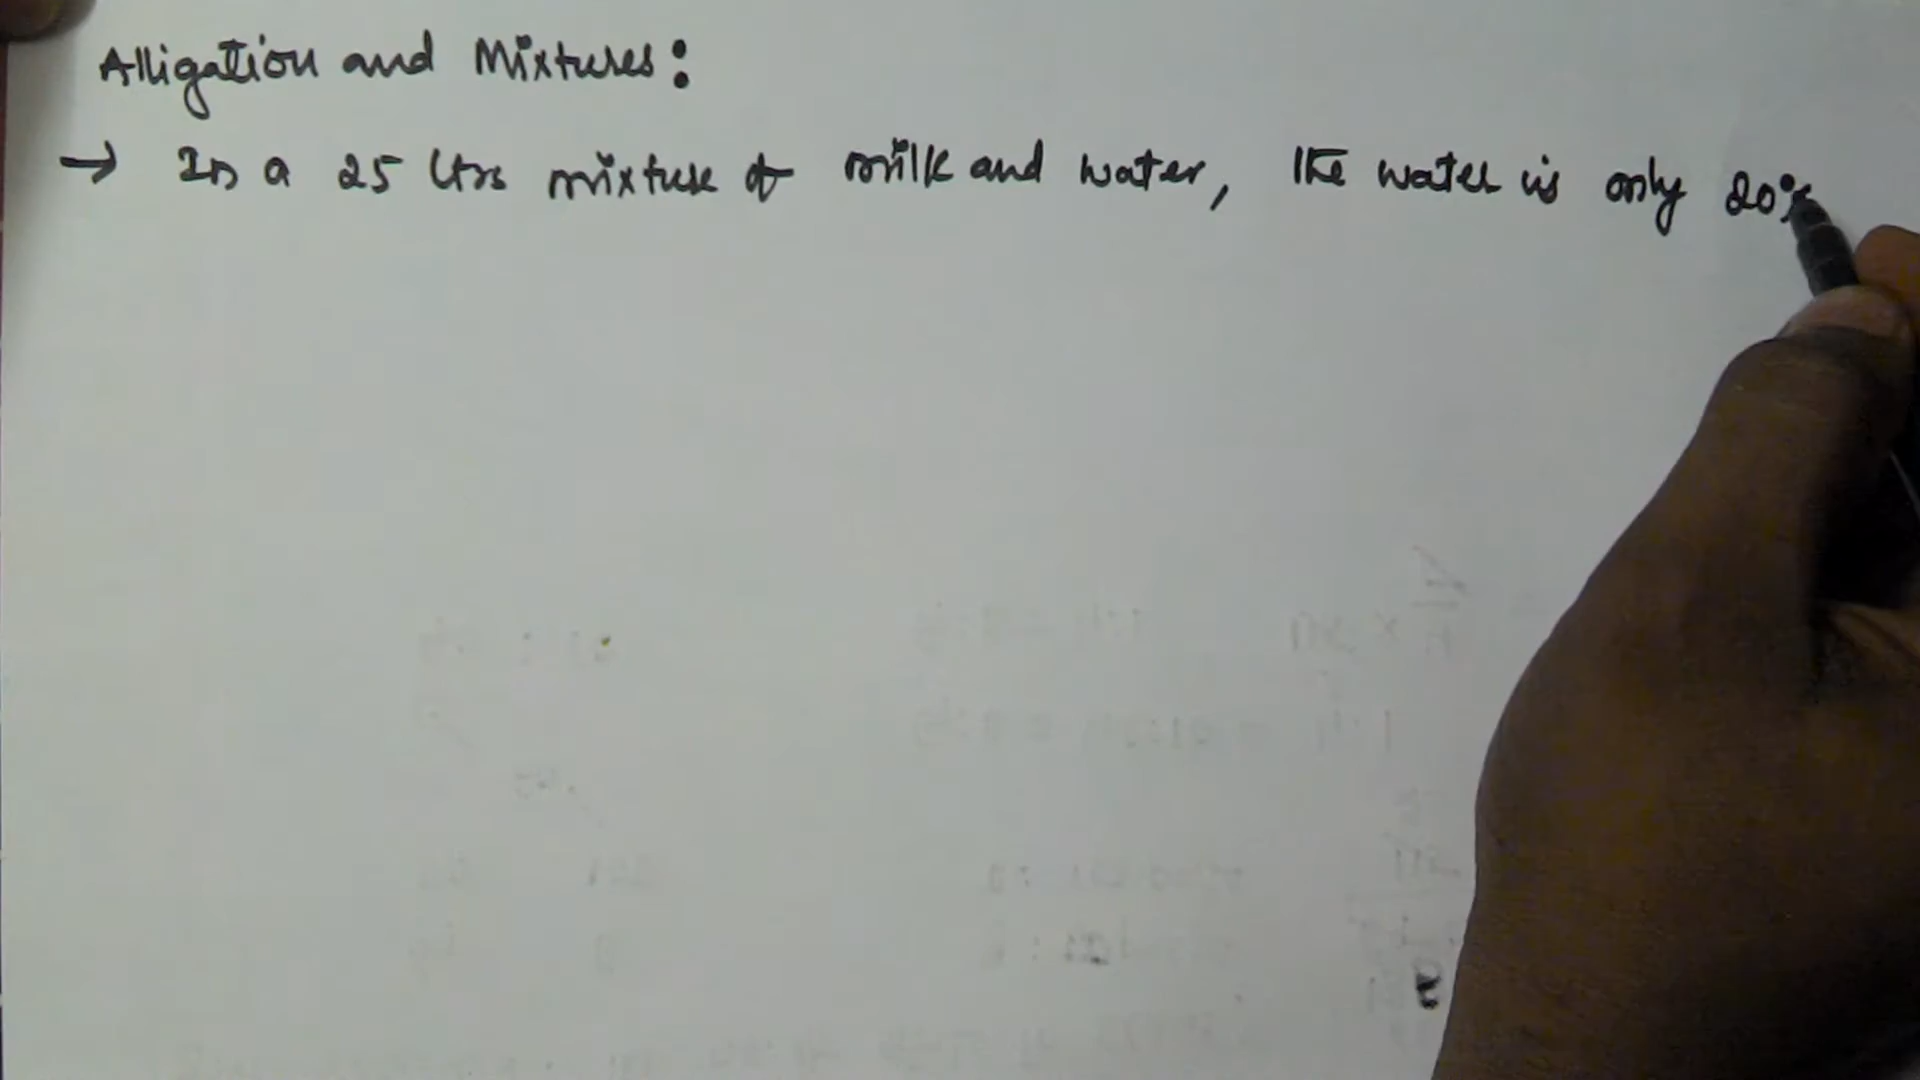 Alligation and Mixtures:
→ In a 25 ltrs mixture of milk and water, the water is only 20%